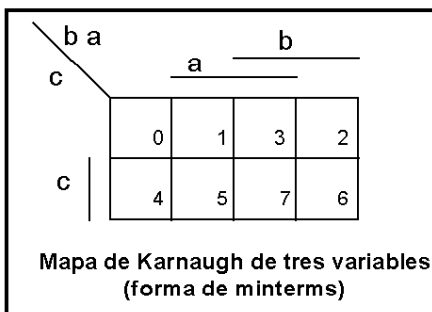 b a
b
a
c
0 1 3 2
c
4 5 7 6
Mapa de Karnaugh de tres variables
(forma de minterms)